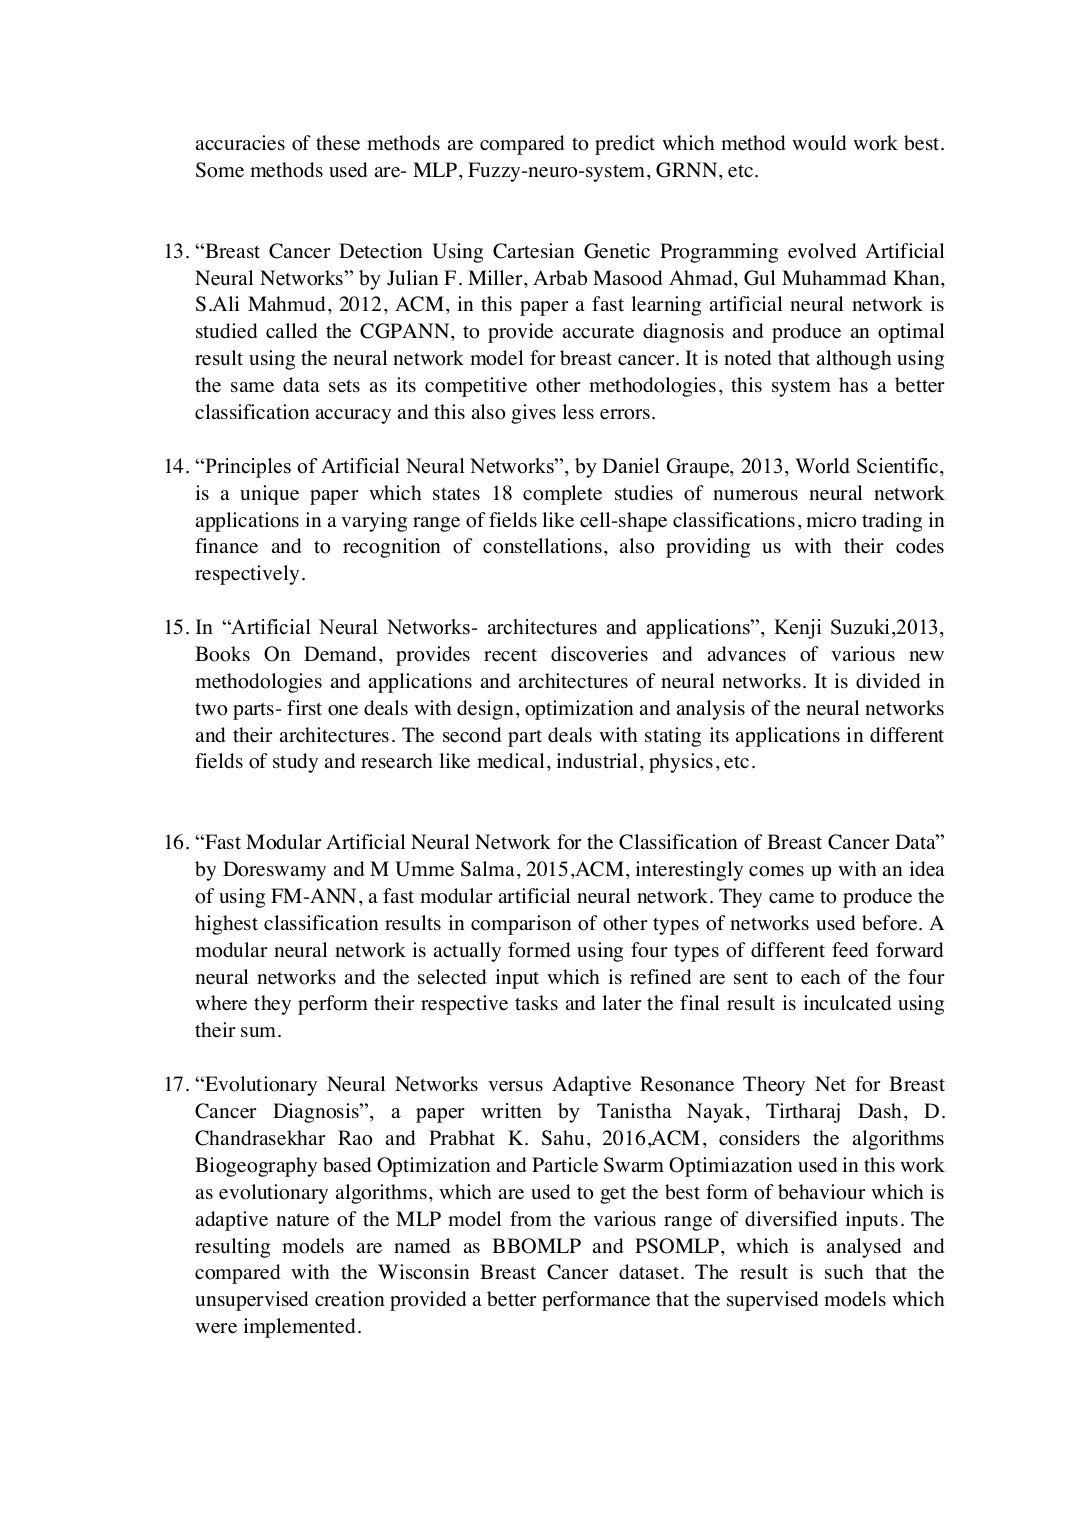 accuracies of these methods are compared to predict which method would work best.
Some methods used are- MLP, Fuzzy-neuro-system, GRNN, etc.
13. “Breast Cancer Detection Using Cartesian Genetic Programming evolved Artificial
Neural Networks” by Julian F. Miller, Arbab Masood Ahmad, Gul Muhammad Khan,
S.Ali Mahmud, 2012, ACM, in this paper a fast learning artificial neural network is
studied called the CGPANN, to provide accurate diagnosis and produce an optimal
result using the neural network model for breast cancer. It is noted that although using
the same data sets as its competitive other methodologies, this system has a better
classification accuracy and this also gives less errors.
14. “Principles of Artificial Neural Networks”, by Daniel Graupe, 2013, World Scientific,
is a unique paper which states 18 complete studies of numerous neural network
applications in a varying range of fields like cell-shape classifications, micro trading in
finance and to recognition of constellations, also providing us with their codes
respectively.
15. In “Artificial Neural Networks- architectures and applications”, Kenji Suzuki,2013,
Books On Demand, provides recent discoveries and advances of various new
methodologies and applications and architectures of neural networks. It is divided in
two parts- first one deals with design, optimization and analysis of the neural networks
and their architectures. The second part deals with stating its applications in different
fields of study and research like medical, industrial, physics, etc.
16. “Fast Modular Artificial Neural Network for the Classification of Breast Cancer Data”
by Doreswamy and M Umme Salma, 2015,ACM, interestingly comes up with an idea
of using FM-ANN, a fast modular artificial neural network. They came to produce the
highest classification results in comparison of other types of networks used before. A
modular neural network is actually formed using four types of different feed forward
neural networks and the selected input which is refined are sent to each of the four
where they perform their respective tasks and later the final result is inculcated using
their sum.
17. “Evolutionary Neural Networks versus Adaptive Resonance Theory Net for Breast
Cancer Diagnosis”, a paper written by Tanistha Nayak, Tirtharaj Dash, D.
Chandrasekhar Rao and Prabhat K. Sahu, 2016,ACM, considers the algorithms
Biogeography based Optimization and Particle Swarm Optimiazation used in this work
as evolutionary algorithms, which are used to get the best form of behaviour which is
adaptive nature of the MLP model from the various range of diversified inputs. The
resulting models are named as BBOMLP and PSOMLP, which is analysed and
compared with the Wisconsin Breast Cancer dataset. The result is such that the
unsupervised creation provided a better performance that the supervised models which
were implemented.